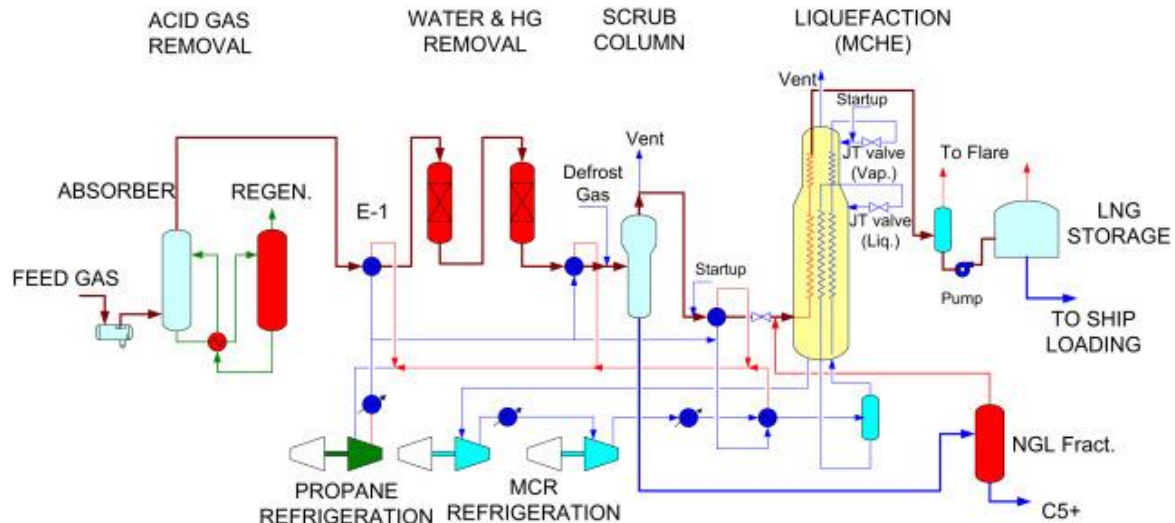 ACID GAS
REMOVAL
WATER & HG
REMOVAL
SCRUB
COLUMN
LIQUEFACTION
(MCHE)
Vent
Startup
JT valve
(Vap.)
JT valve
(Liq.)
Vent
Defrost
Gas
To Flare
ABSORBER
REGEN.
E-1
LNG
STORAGE
FEED GAS
Startup
Pump
TO SHIP
LOADING
NGL Fract.
C5+
PROPANE
REFRIGERATION
MCR
REFRIGERATION